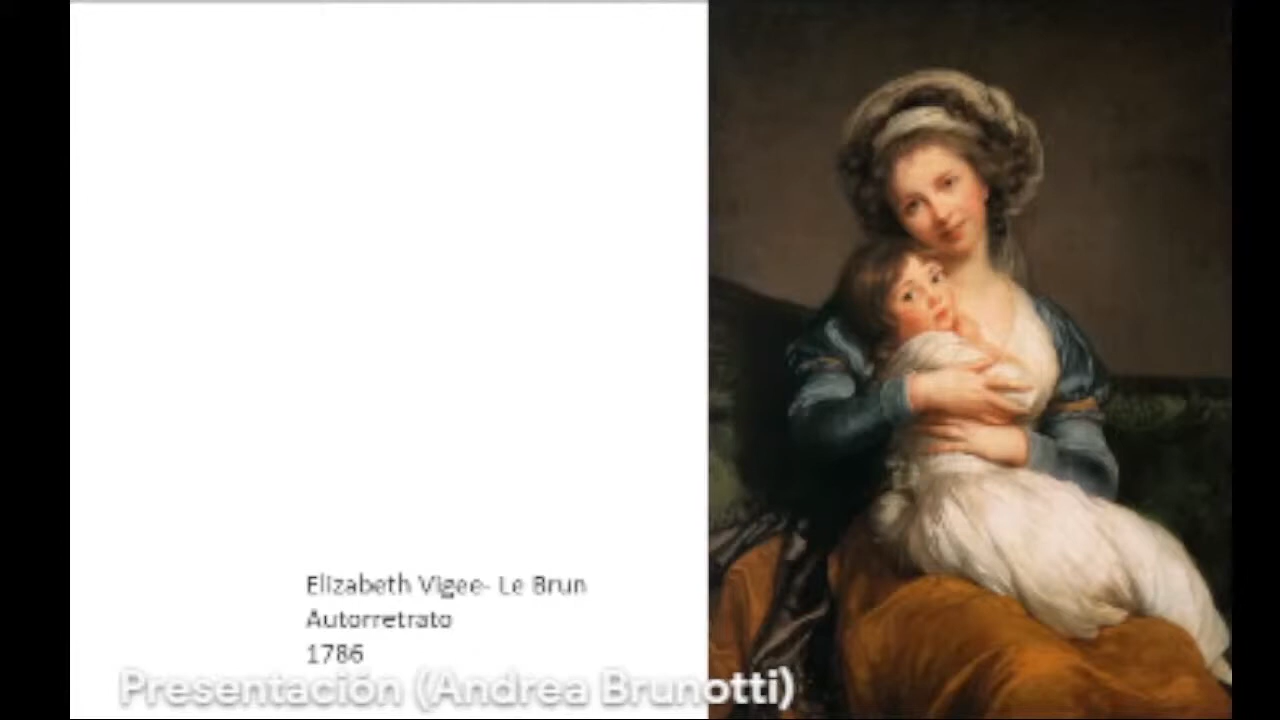 Elizabeth Vigee- Le Brun
Autorretrato
1786
Presentación (Andrea Brunotti)